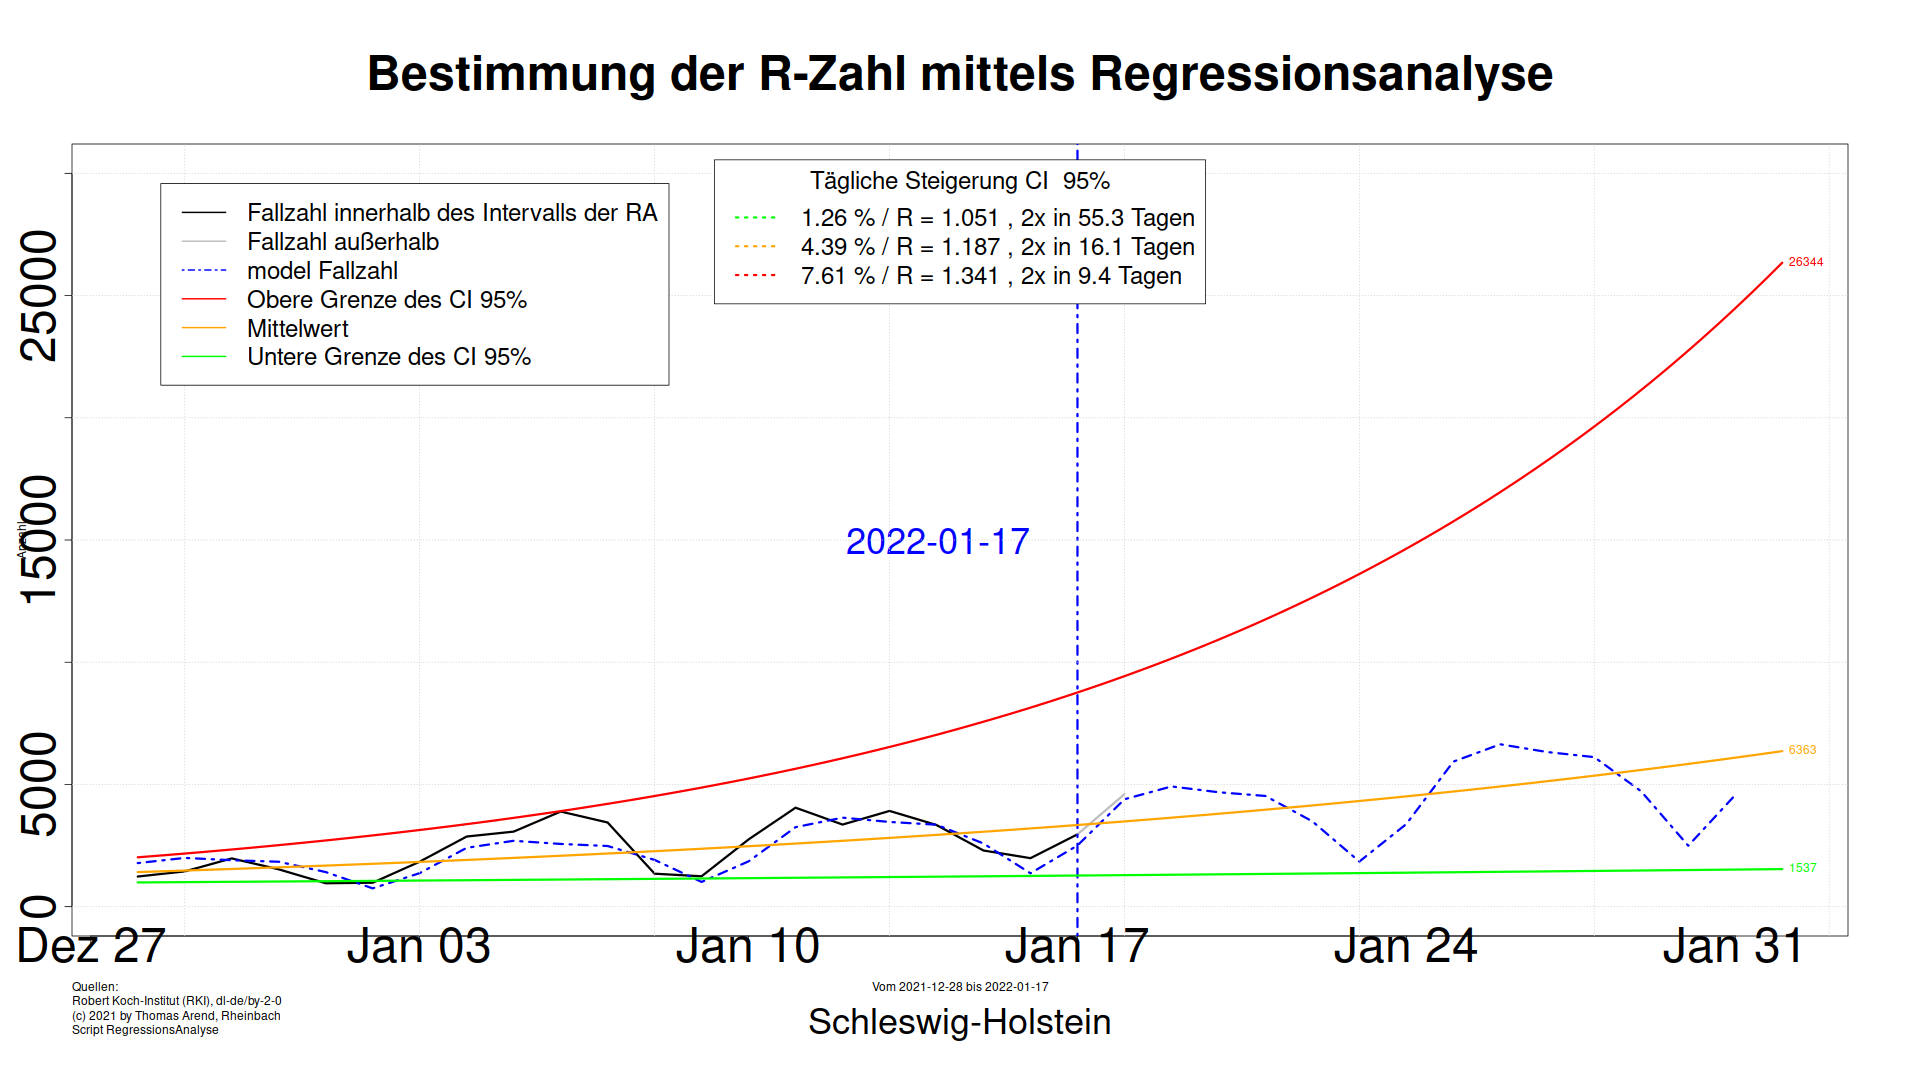 Bestimmung der R-Zahl mittels Regressionsanalyse
Fallzahl innerhalb des Intervalls der RA
Fallzahl außerhalb
model Fallzahl
Obere Grenze des CI 95%
Mittelwert
Untere Grenze des CI 95%
Tägliche Steigerung CI  95%
1.26 % / R = 1.051 , 2x in 55.3 Tagen
4.39 % / R = 1.187 , 2x in 16.1 Tagen
7.61 % / R = 1.341 , 2x in 9.4 Tagen
26344
6363
1537
2022-01-17
Anzahl
25000
15000
5000
0
Dez 27
Jan 03
Jan 10
Jan 17
Jan 24
Jan 31
Quellen:
Robert Koch-Institut (RKI), dl-de/by-2-0
(c) 2021 by Thomas Arend, Rheinbach
Script RegressionsAnalyse
Vom 2021-12-28 bis 2022-01-17
Schleswig-Holstein